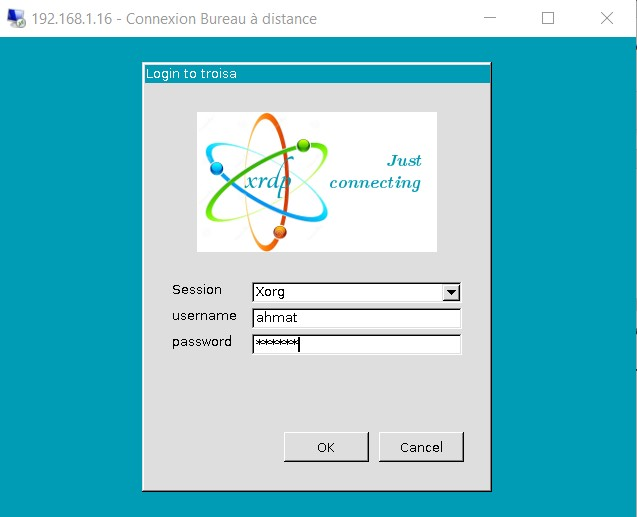 192.168.1.16 - Connexion Bureau à distance
Login to troisa
xrdp
Just
connecting
Session
Xorg
username
ahmat
password
******
OK
Cancel